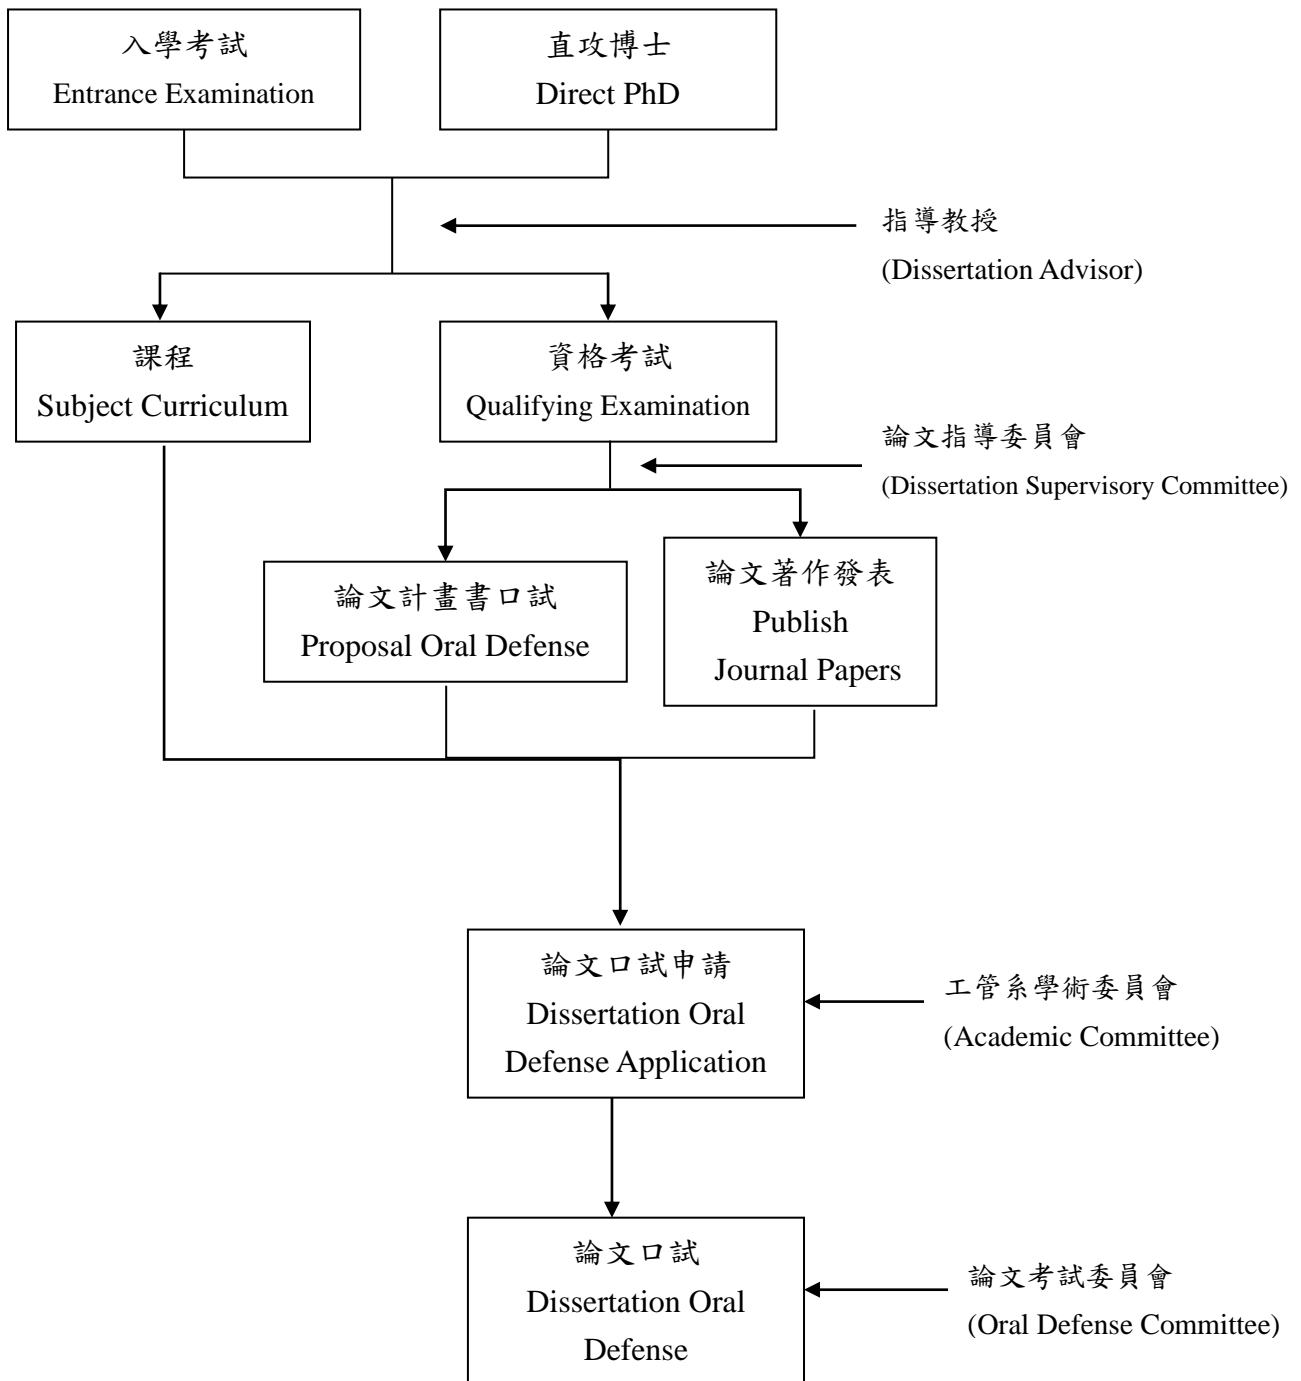 入學考試
Entrance Examination
直攻博士
Direct PhD
指導教授
(Dissertation Advisor)
課程
Subject Curriculum
資格考試
Qualifying Examination
論文指導委員會
(Dissertation Supervisory Committee)
論文計畫書口試
Proposal Oral Defense
論文著作發表
Publish
Journal Papers
論文口試申請
Dissertation Oral
Defense Application
工管系學術委員會
(Academic Committee)
論文口試
Dissertation Oral
Defense
論文考試委員會
(Oral Defense Committee)